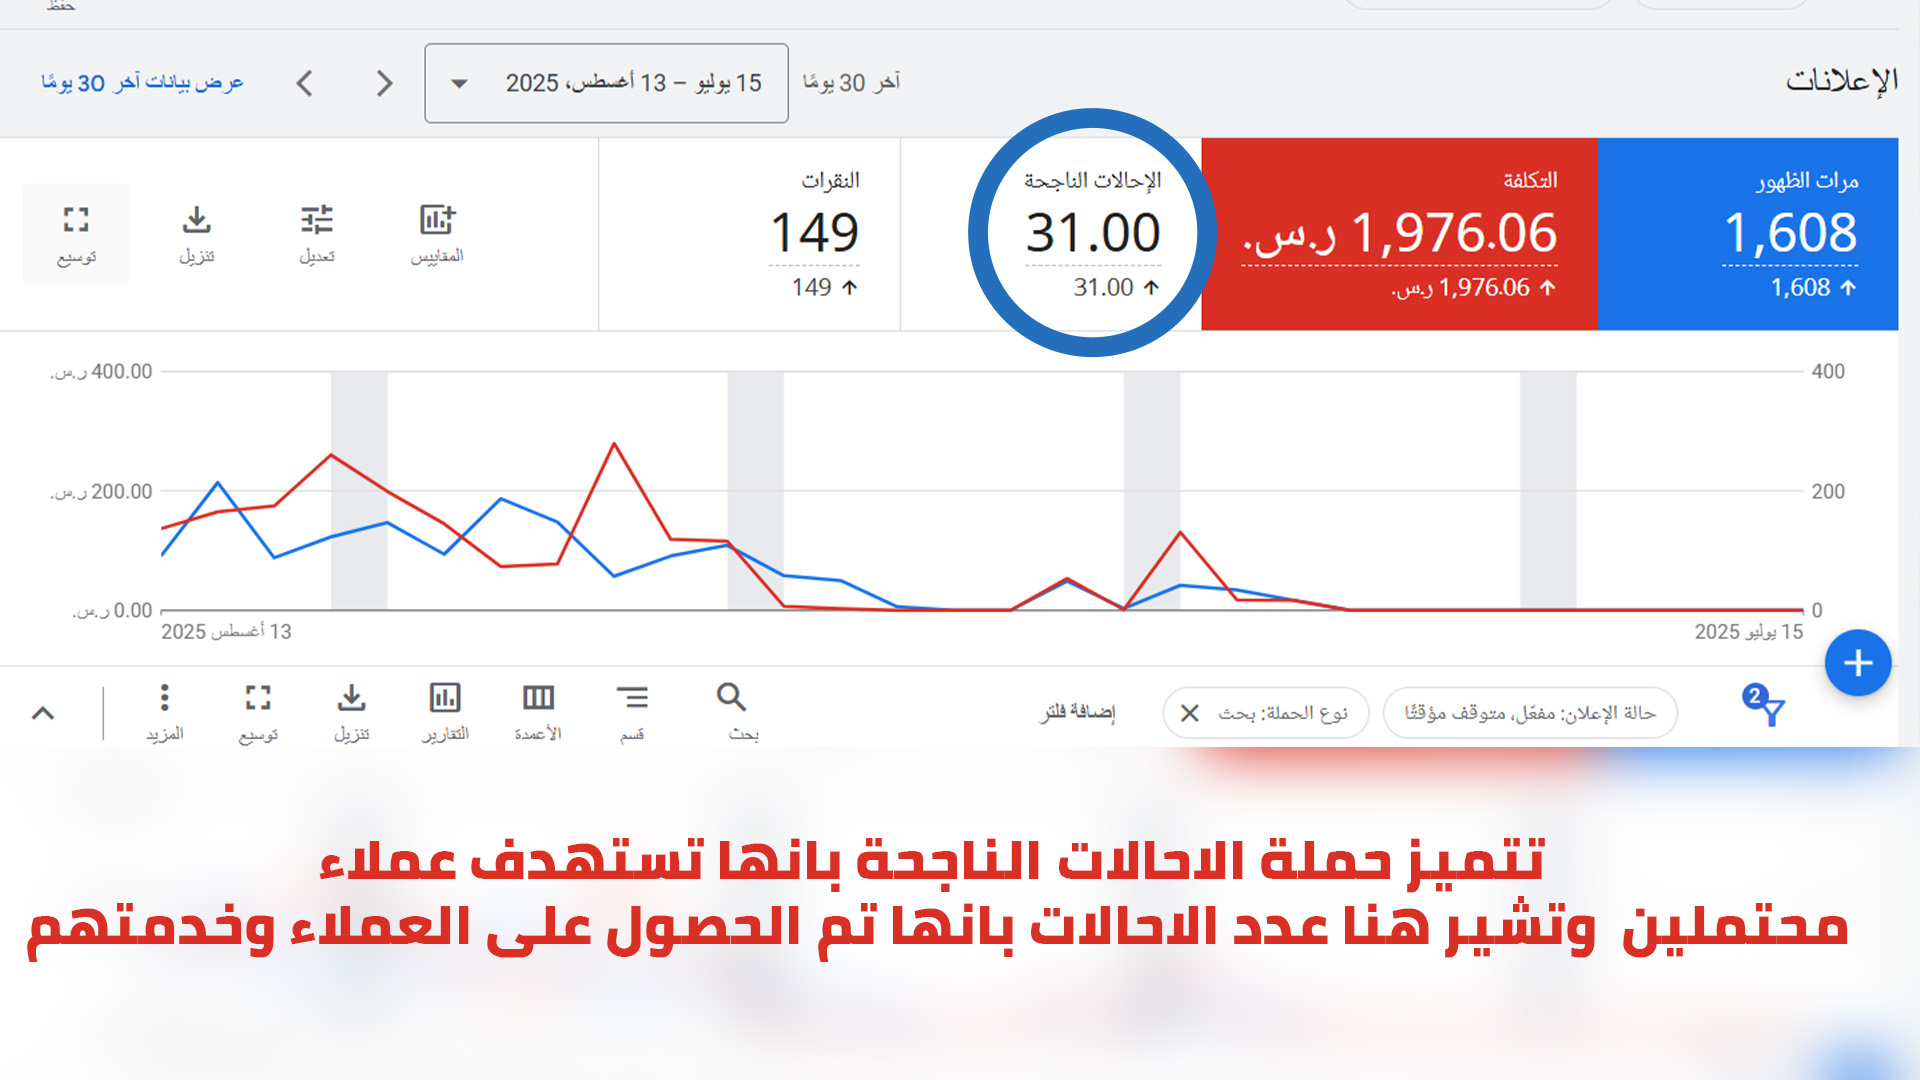 حفظ
الإعلانات
آخر 30 يومًا
15 يوليو – 13 أغسطس، 2025
عرض بيانات آخر 30 يومًا
مرات الظهور
1,608
1,608
التكلفة
1,976.06 ر.س.
1,976.06 ر.س.
الإحالات الناجحة
31.00
31.00
النقرات
149
149
المقاييس
تعديل
تنزيل
توسيع
400
400.00 ر.س.
200
200.00 ر.س.
0
0.00 ر.س.
15 يوليو 2025
13 أغسطس 2025
2
حالة الإعلان: مفعّل، متوقف مؤقتًا
نوع الحملة: بحث
إضافة فلتر
بحث
قسم
الأعمدة
التقارير
تنزيل
توسيع
المزيد
تتميز حملة الاحالات الناجحة بانها تستهدف عملاء
محتملين وتشير هنا عدد الاحالات بانها تم الحصول على العملاء وخدمتهم